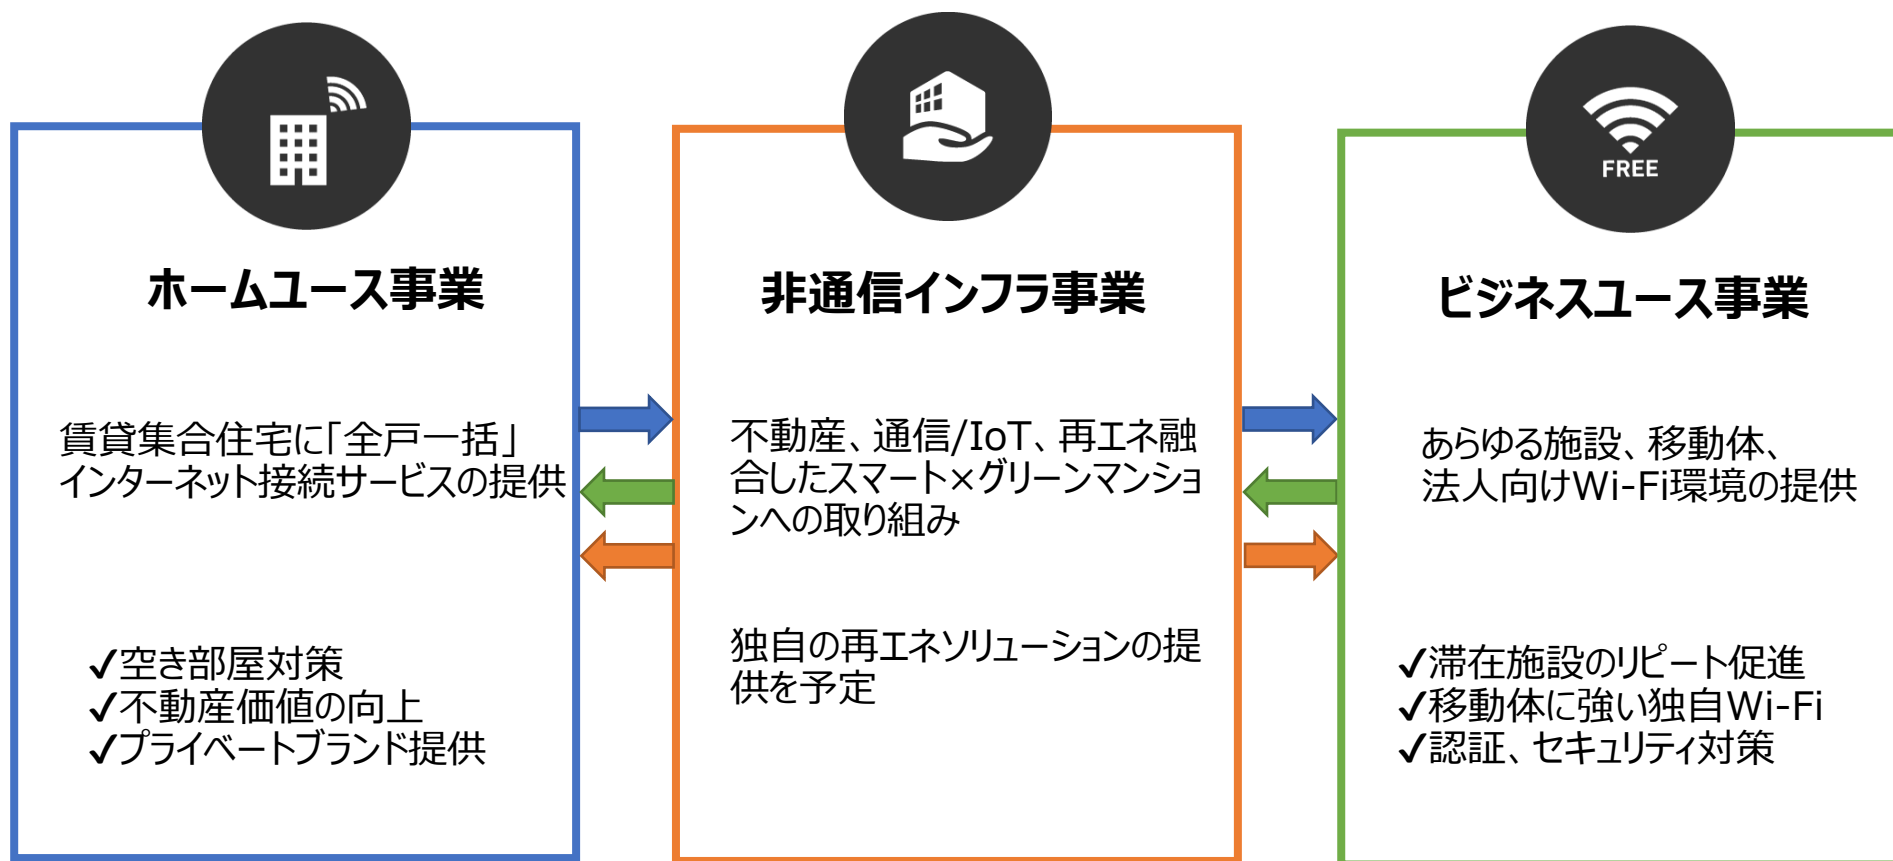 ホームユース事業
賃貸集合住宅に「全戸一括」
インターネット接続サービスの提供
✓空き部屋対策
✓不動産価値の向上
✓プライベートブランド提供
非通信インフラ事業
不動産、通信/IoT、再エネ融
合したスマート×グリーンマンショ
ンへの取り組み
独自の再エネソリューションの提
供を予定
FREE
ビジネスユース事業
あらゆる施設、移動体、
法人向けWi-Fi環境の提供
✓滞在施設のリピート促進
✓移動体に強い独自Wi-Fi
✓認証、セキュリティ対策